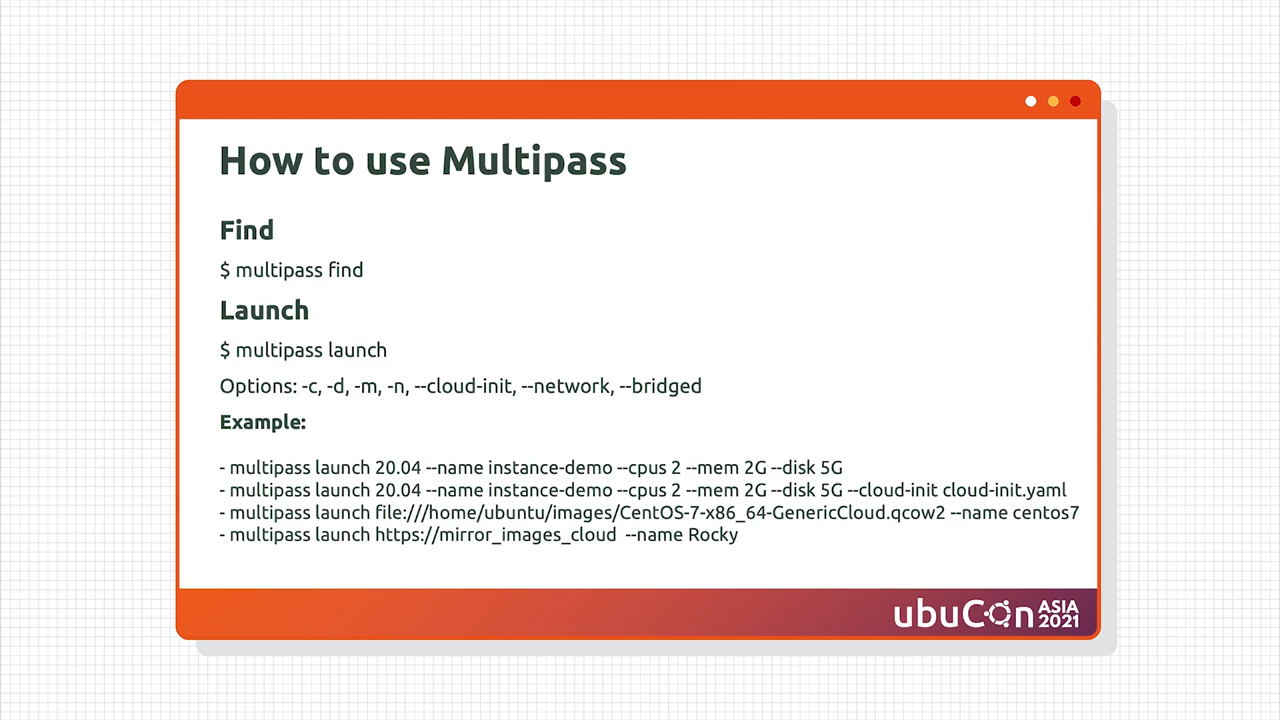 How to use Multipass
Find
$ multipass find
Launch
$ multipass launch
Options: -c, -d, -m, -n, --cloud-init, --network, --bridged
Example:
- multipass launch 20.04 --name instance-demo --cpus 2 --mem 2G --disk 5G
- multipass launch 20.04 --name instance-demo --cpus 2 --mem 2G --disk 5G --cloud-init cloud-init.yaml
- multipass launch file:///home/ubuntu/images/CentOS-7-x86_64-GenericCloud.qcow2 --name centos7
- multipass launch https://mirror_images_cloud --name Rocky
ubuCon ASIA
2021